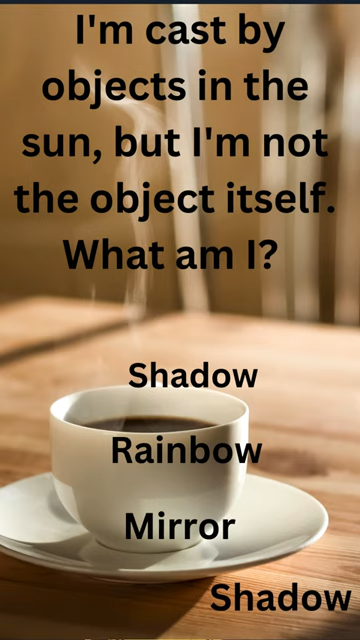 I'm cast by
objects in the
sun, but I'm not
the object itself.
What am I?
Shadow
Rainbow
Mirror
Shadow